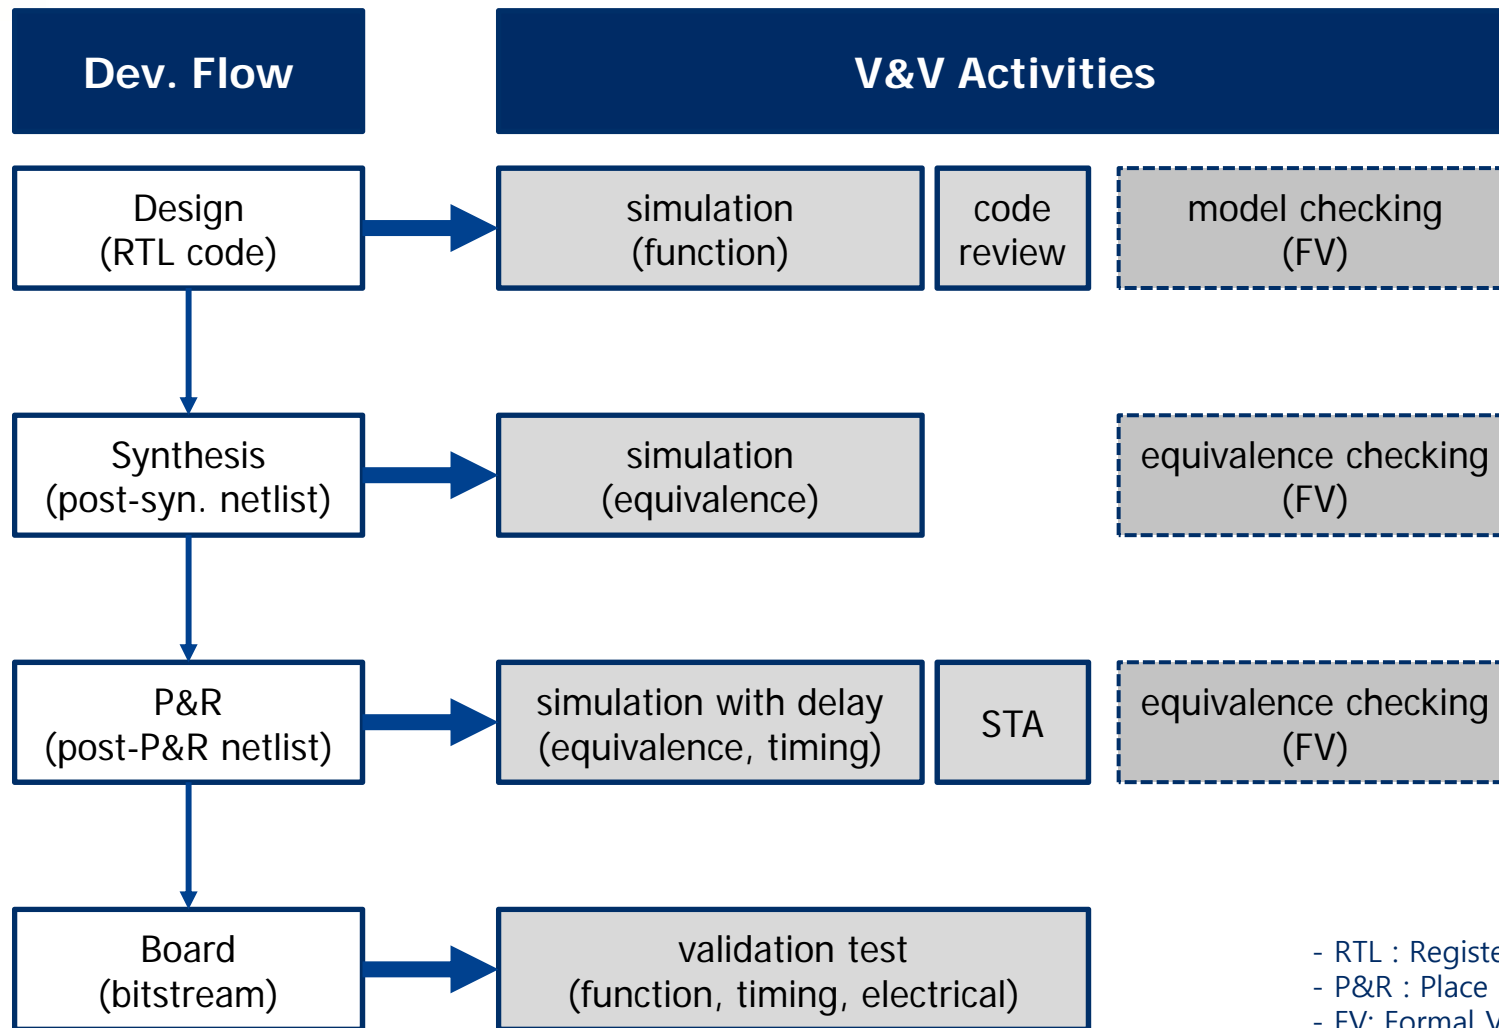 Dev. Flow
V&V Activities
Design
(RTL code)
simulation
(function)
code
review
model checking
(FV)
Synthesis
(post-syn. netlist)
simulation
(equivalence)
equivalence checking
(FV)
P&R
(post-P&R netlist)
simulation with delay
(equivalence, timing)
STA
equivalence checking
(FV)
Board
(bitstream)
validation test
(function, timing, electrical)
- RTL :
- P&R : Place
- FV: Formal